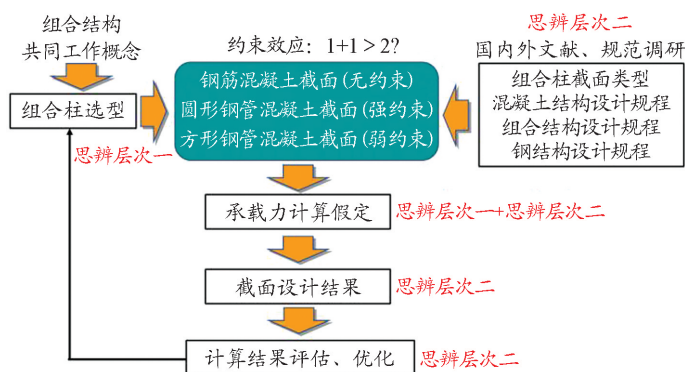 组合结构
共同工作概念
组合柱选型
思辨层次一
约束效应：1+1＞2?
钢筋混凝土截面(无约束)
圆形钢管混凝土截面(强约束)
方形钢管混凝土截面(弱约束)
思辨层次二
国内外文献、规范调研
组合柱截面类型
混凝土结构设计规程
组合结构设计规程
钢结构设计规程
承载力计算假定
思辨层次一+思辨层次二
截面设计结果
思辨层次二
计算结果评估、优化
思辨层次二